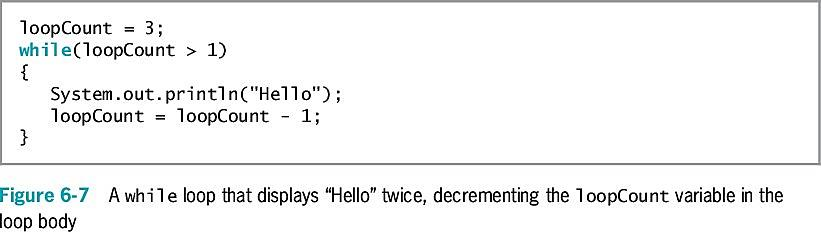 loopCount = 3;
while(loopCount > 1)
{
   System.out.println("Hello");
   loopCount = loopCount - 1;
}
Figure 6-7 A while loop that displays “Hello” twice, decrementing the loopCount variable in the
loop body